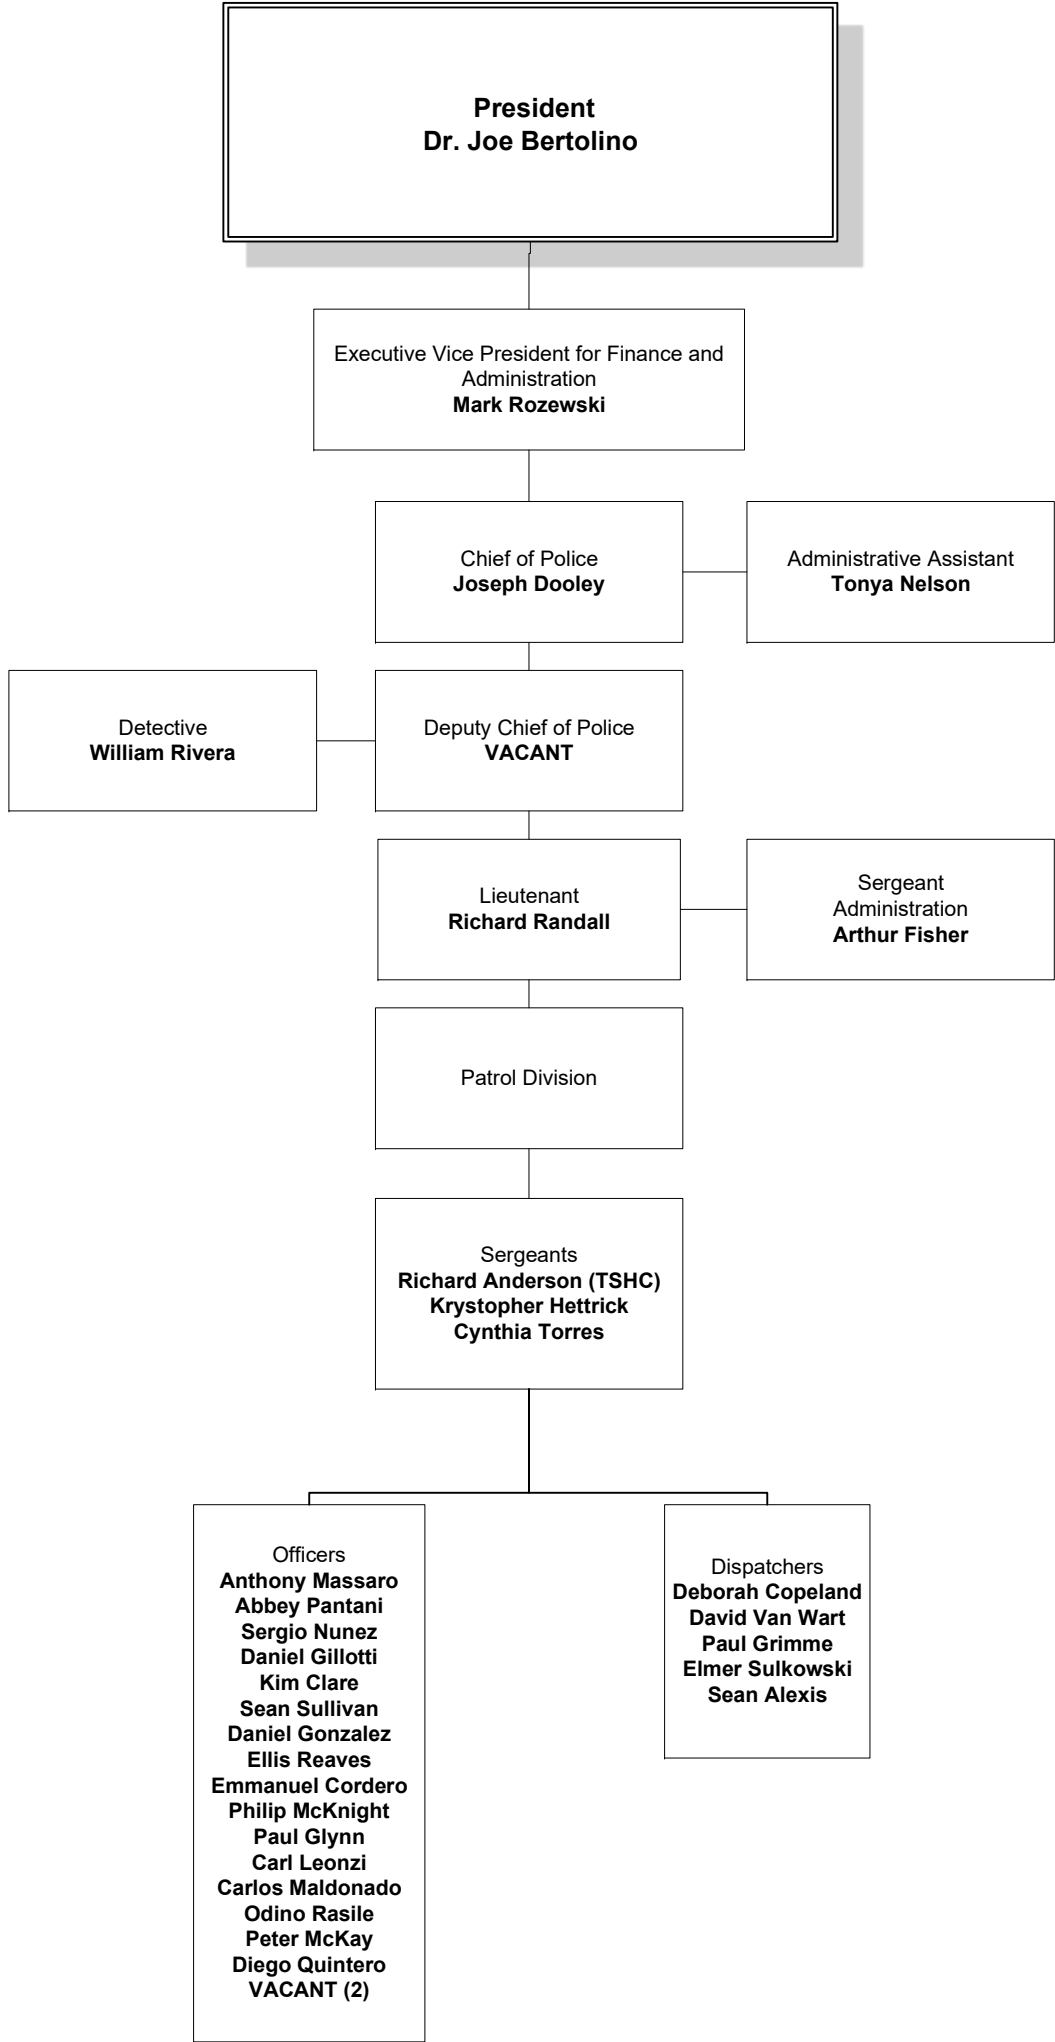 President
Dr. Joe Bertolino
Executive Vice President for Finance and
Administration
Mark Rozewski
Chief of Police
Joseph Dooley
Administrative Assistant
Tonya Nelson
Detective
William Rivera
Deputy Chief of Police
VACANT
Lieutenant
Richard Randall
Sergeant
Administration
Arthur Fisher
Patrol Division
Sergeants
Richard Anderson (TSHC)
Krystopher Hettrick
Cynthia Torres
Officers
Anthony Massaro
Abbey Pantani
Sergio Nunez
Daniel Gillotti
Kim Clare
Sean Sullivan
Daniel Gonzalez
Ellis Reaves
Emmanuel Cordero
Philip McKnight
Paul Glynn
Carl Leonzi
Carlos Maldonado
Odino Rasile
Peter McKay
Diego Quintero
VACANT (2)
Dispatchers
Deborah Copeland
David Van Wart
Paul Grimme
Elmer Sulkowski
Sean Alexis